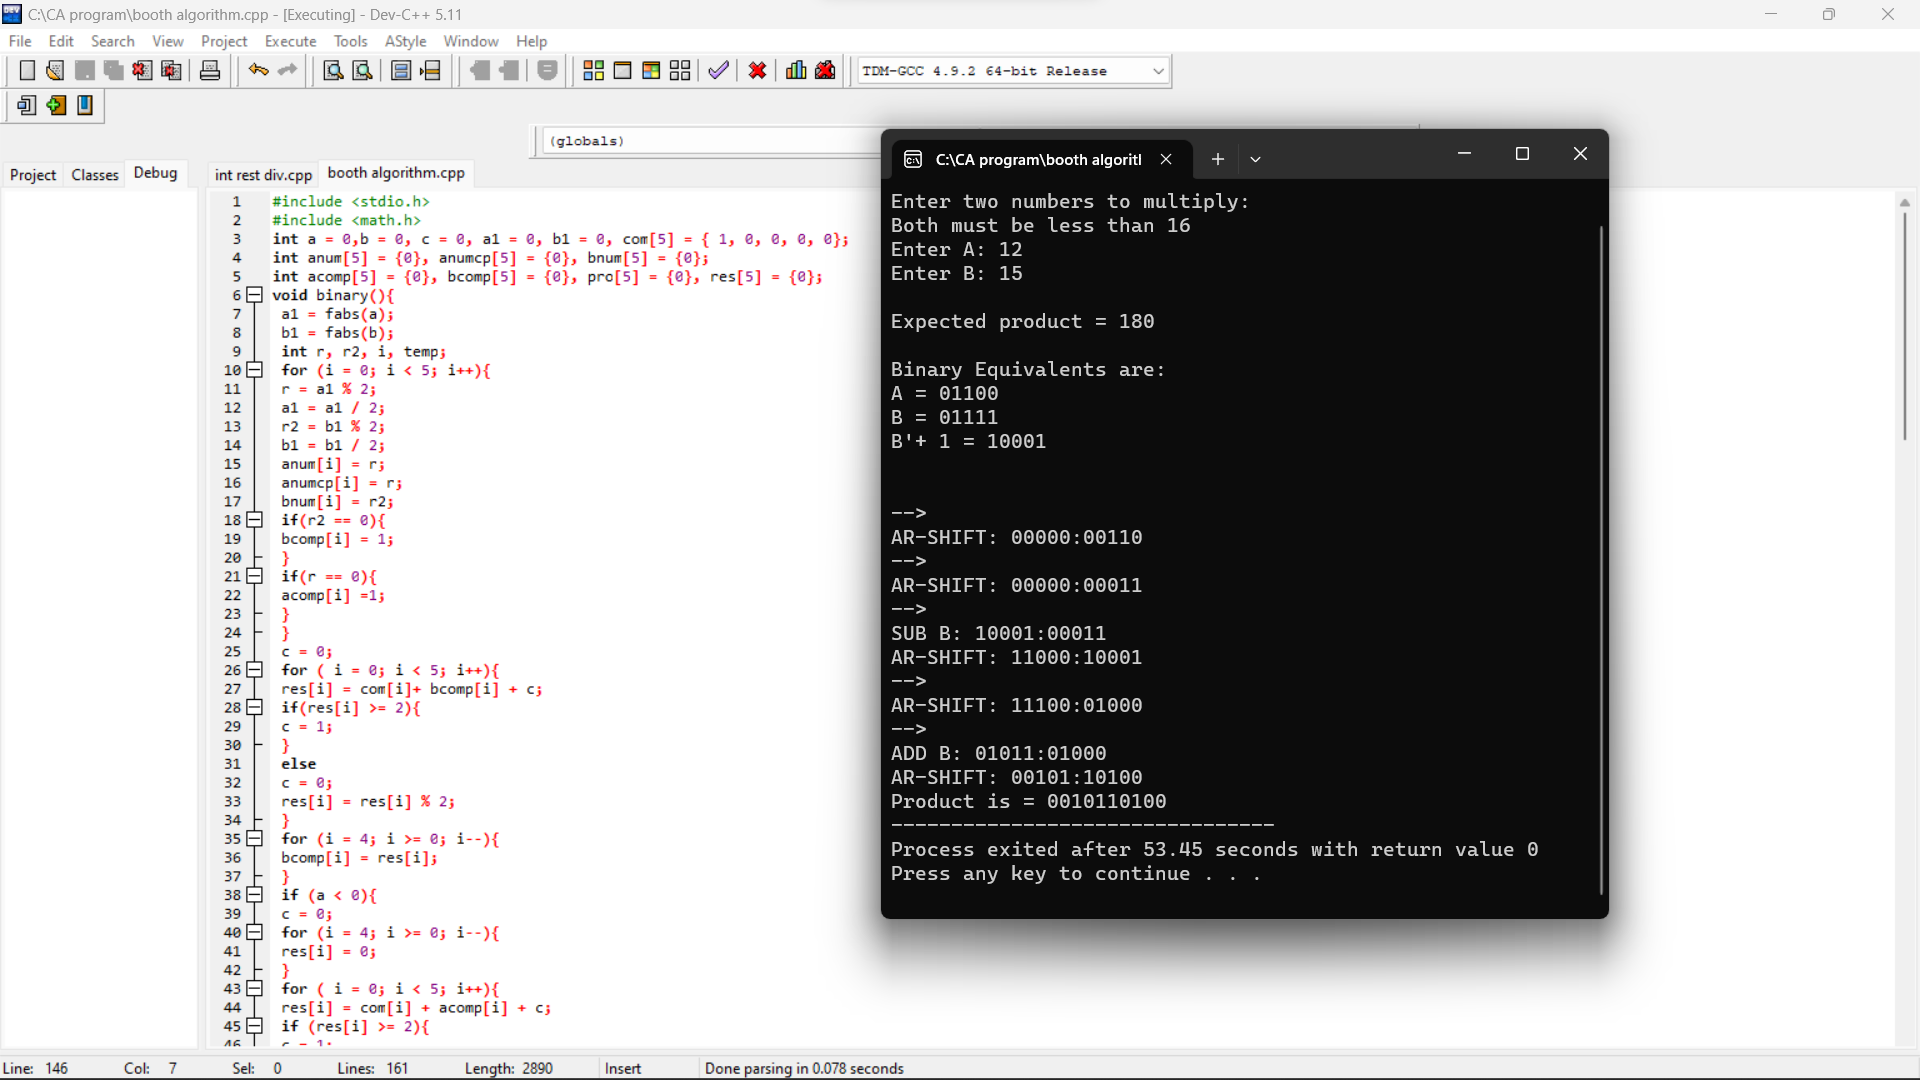 C:\CA program\booth algorithm.cpp - [Executing] - Dev-C++ 5.11
File Edit Search View Project Execute Tools AStyle Window Help
TDM-GCC 4.9.2 64-bit Release
(globals)
Project Classes Debug
int rest div.cpp booth algorithm.cpp
1 #include <stdio.h>
2 #include <math.h>
3 int a = 0,b = 0, c = 0, a1 = 0, b1 = 0, com[5] = { 1, 0, 0, 0, 0};
4 int anum[5] = {0}, anumcp[5] = {0}, bnum[5] = {0};
5 int acomp[5] = {0}, bcomp[5] = {0}, pro[5] = {0}, res[5] = {0};
6 void binary(){
7 a1 = fabs(a);
8 b1 = fabs(b);
9 int r, r2, i, temp;
10 for (i = 0; i < 5; i++){
11 r = a1 % 2;
12 a1 = a1 / 2;
13 r2 = b1 % 2;
14 b1 = b1 / 2;
15 anum[i] = r;
16 anumcp[i] = r;
17 bnum[i] = r2;
18 if(r2 == 0){
19 bcomp[i] = 1;
20 }
21 if(r == 0){
22 acomp[i] =1;
23 }
24 }
25 c = 0;
26 for ( i = 0; i < 5; i++){
27 res[i] = com[i]+ bcomp[i] + c;
28 if(res[i] >= 2){
29 c = 1;
30 }
31 else
32 c = 0;
33 res[i] = res[i] % 2;
34 }
35 for (i = 4; i >= 0; i--){
36 bcomp[i] = res[i];
37 }
38 if (a < 0){
39 c = 0;
40 for (i = 4; i >= 0; i--){
41 res[i] = 0;
42 }
43 for ( i = 0; i < 5; i++){
44 res[i] = com[i] + acomp[i] + c;
45 if (res[i] >= 2){
46 c = 1;
C:\CA program\booth algoritl
Enter two numbers to multiply:
Both must be less than 16
Enter A: 12
Enter B: 15
Expected product = 180
Binary Equivalents are:
A = 01100
B = 01111
B'+ 1 = 10001
-->
AR-SHIFT: 00000:00110
-->
AR-SHIFT: 00000:00011
-->
SUB B: 10001:00011
AR-SHIFT: 11000:10001
-->
AR-SHIFT: 11100:01000
-->
ADD B: 01011:01000
AR-SHIFT: 00101:10100
Product is = 0010110100
--------------------------------
Process exited after 53.45 seconds with return value 0
Press any key to continue . . .
Line: 146 Col: 7 Sel: 0 Lines: 161 Length: 2890 Insert Done parsing in 0.078 seconds